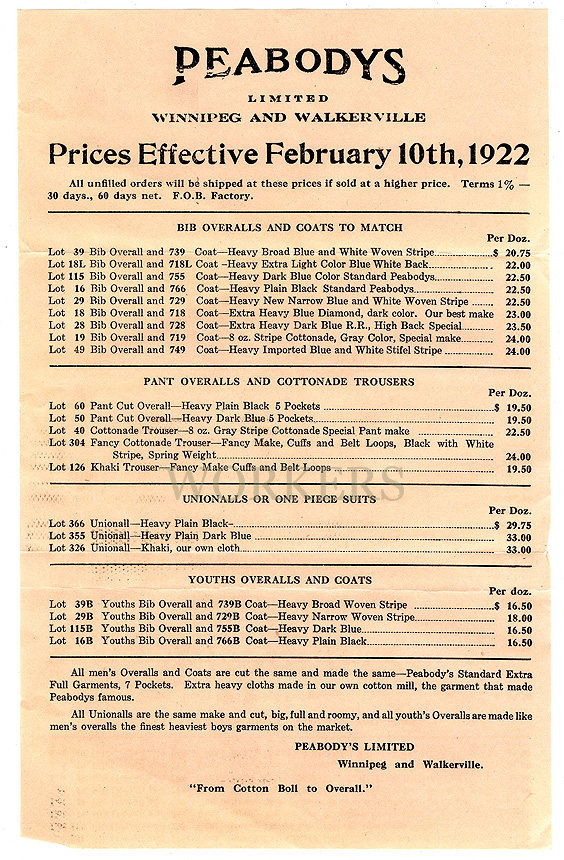 PEABODYS
LIMITED
WINNIPEG AND WALKERVILLE
Prices Effective February 10th, 1922
All unfilled orders will be shipped at these prices if sold at a higher price. Terms 1% —
30 days., 60 days net. F.O.B. Factory.
BIB OVERALLS AND COATS TO MATCH
Per Doz.
Lot 39 Bib Overall and 739 Coat—Heavy Broad Blue and White Woven Stripe................$ 20.75
Lot 18L Bib Overall and 718L Coat -Heavy Extra Light Color Blue White Back................. 22.00
Lot 115 Bib Overall and 755 Coat—Heavy Dark Blue Color Standard Peabodys................ 22.50
Lot 16 Bib Overall and 766 Coat—Heavy Plain Black Standard Peabodys...................... 22.50
Lot 29 Bib Overall and 729 Coat—Heavy New Narrow Blue and White Woven Stripe ...... 22.50
Lot 18 Bib Overall and 718 Coat—Extra Heavy Blue Diamond, dark color. Our best make 23.00
Lot 28 Bib Overall and 728 Coat—Extra Heavy Dark Blue R.R., High Back Special......... 23.50
Lot 19 Bib Overall and 719 Coat—8 oz. Stripe Cottonade, Gray Color, Special make......... 24.00
Lot 49 Bib Overall and 749 Coat—Heavy Imported Blue and White Stifel Stripe ............. 24.00
PANT OVERALLS AND COTTONADE TROUSERS
Per Doz.
Lot 60 Pant Cut Overall—Heavy Plain Black 5 Pockets ..................................................$ 19.50
Lot 50 Pant Cut Overall—Heavy Dark Blue 5 Pockets.................................................... 19.50
Lot 40 Cottonade Trouser—8 oz. Gray Stripe Cottonade Special Pant make ................... 22.50
Lot 304 Fancy Cottonade Trouser—Fancy Make, Cuffs and Belt Loops, Black with White
Stripe, Spring Weight................................................................................ 24.00
Lot 126 Khaki Trouser—Fancy Make Cuffs and Belt Loops ............................................. 19.50
WORKERS
UNIONALLS OR ONE PIECE SUITS
Per Doz.
Lot 366 Unionall—Heavy Plain Black–..........................................................................$ 29.75
Lot 355 Unionall—Heavy Plain Dark Blue ..................................................................... 33.00
Lot 326 Unionall—Khaki, our own cloth........................................................................ 33.00
YOUTHS OVERALLS AND COATS
Per doz.
Lot 39B Youths Bib Overall and 739B Coat—Heavy Broad Woven Stripe .....................$ 16.50
Lot 29B Youths Bib Overall and 729B Coat—Heavy Narrow Woven Stripe.................... 18.00
Lot 115B Youths Bib Overall and 755B Coat—Heavy Dark Blue.................................... 16.50
Lot 16B Youths Bib Overall and 766B Coat—Heavy Plain Black................................... 16.50
All men's Overalls and Coats are cut the same and made the same—Peabody's Standard Extra
Full Garments, 7 Pockets. Extra heavy cloths made in our own cotton mill, the garment that made
Peabodys famous.
All Unionalls are the same make and cut, big, full and roomy, and all youth's Overalls are made like
men's overalls the finest heaviest boys garments on the market.
PEABODY'S LIMITED
Winnipeg and Walkerville.
"From Cotton Boll to Overall."